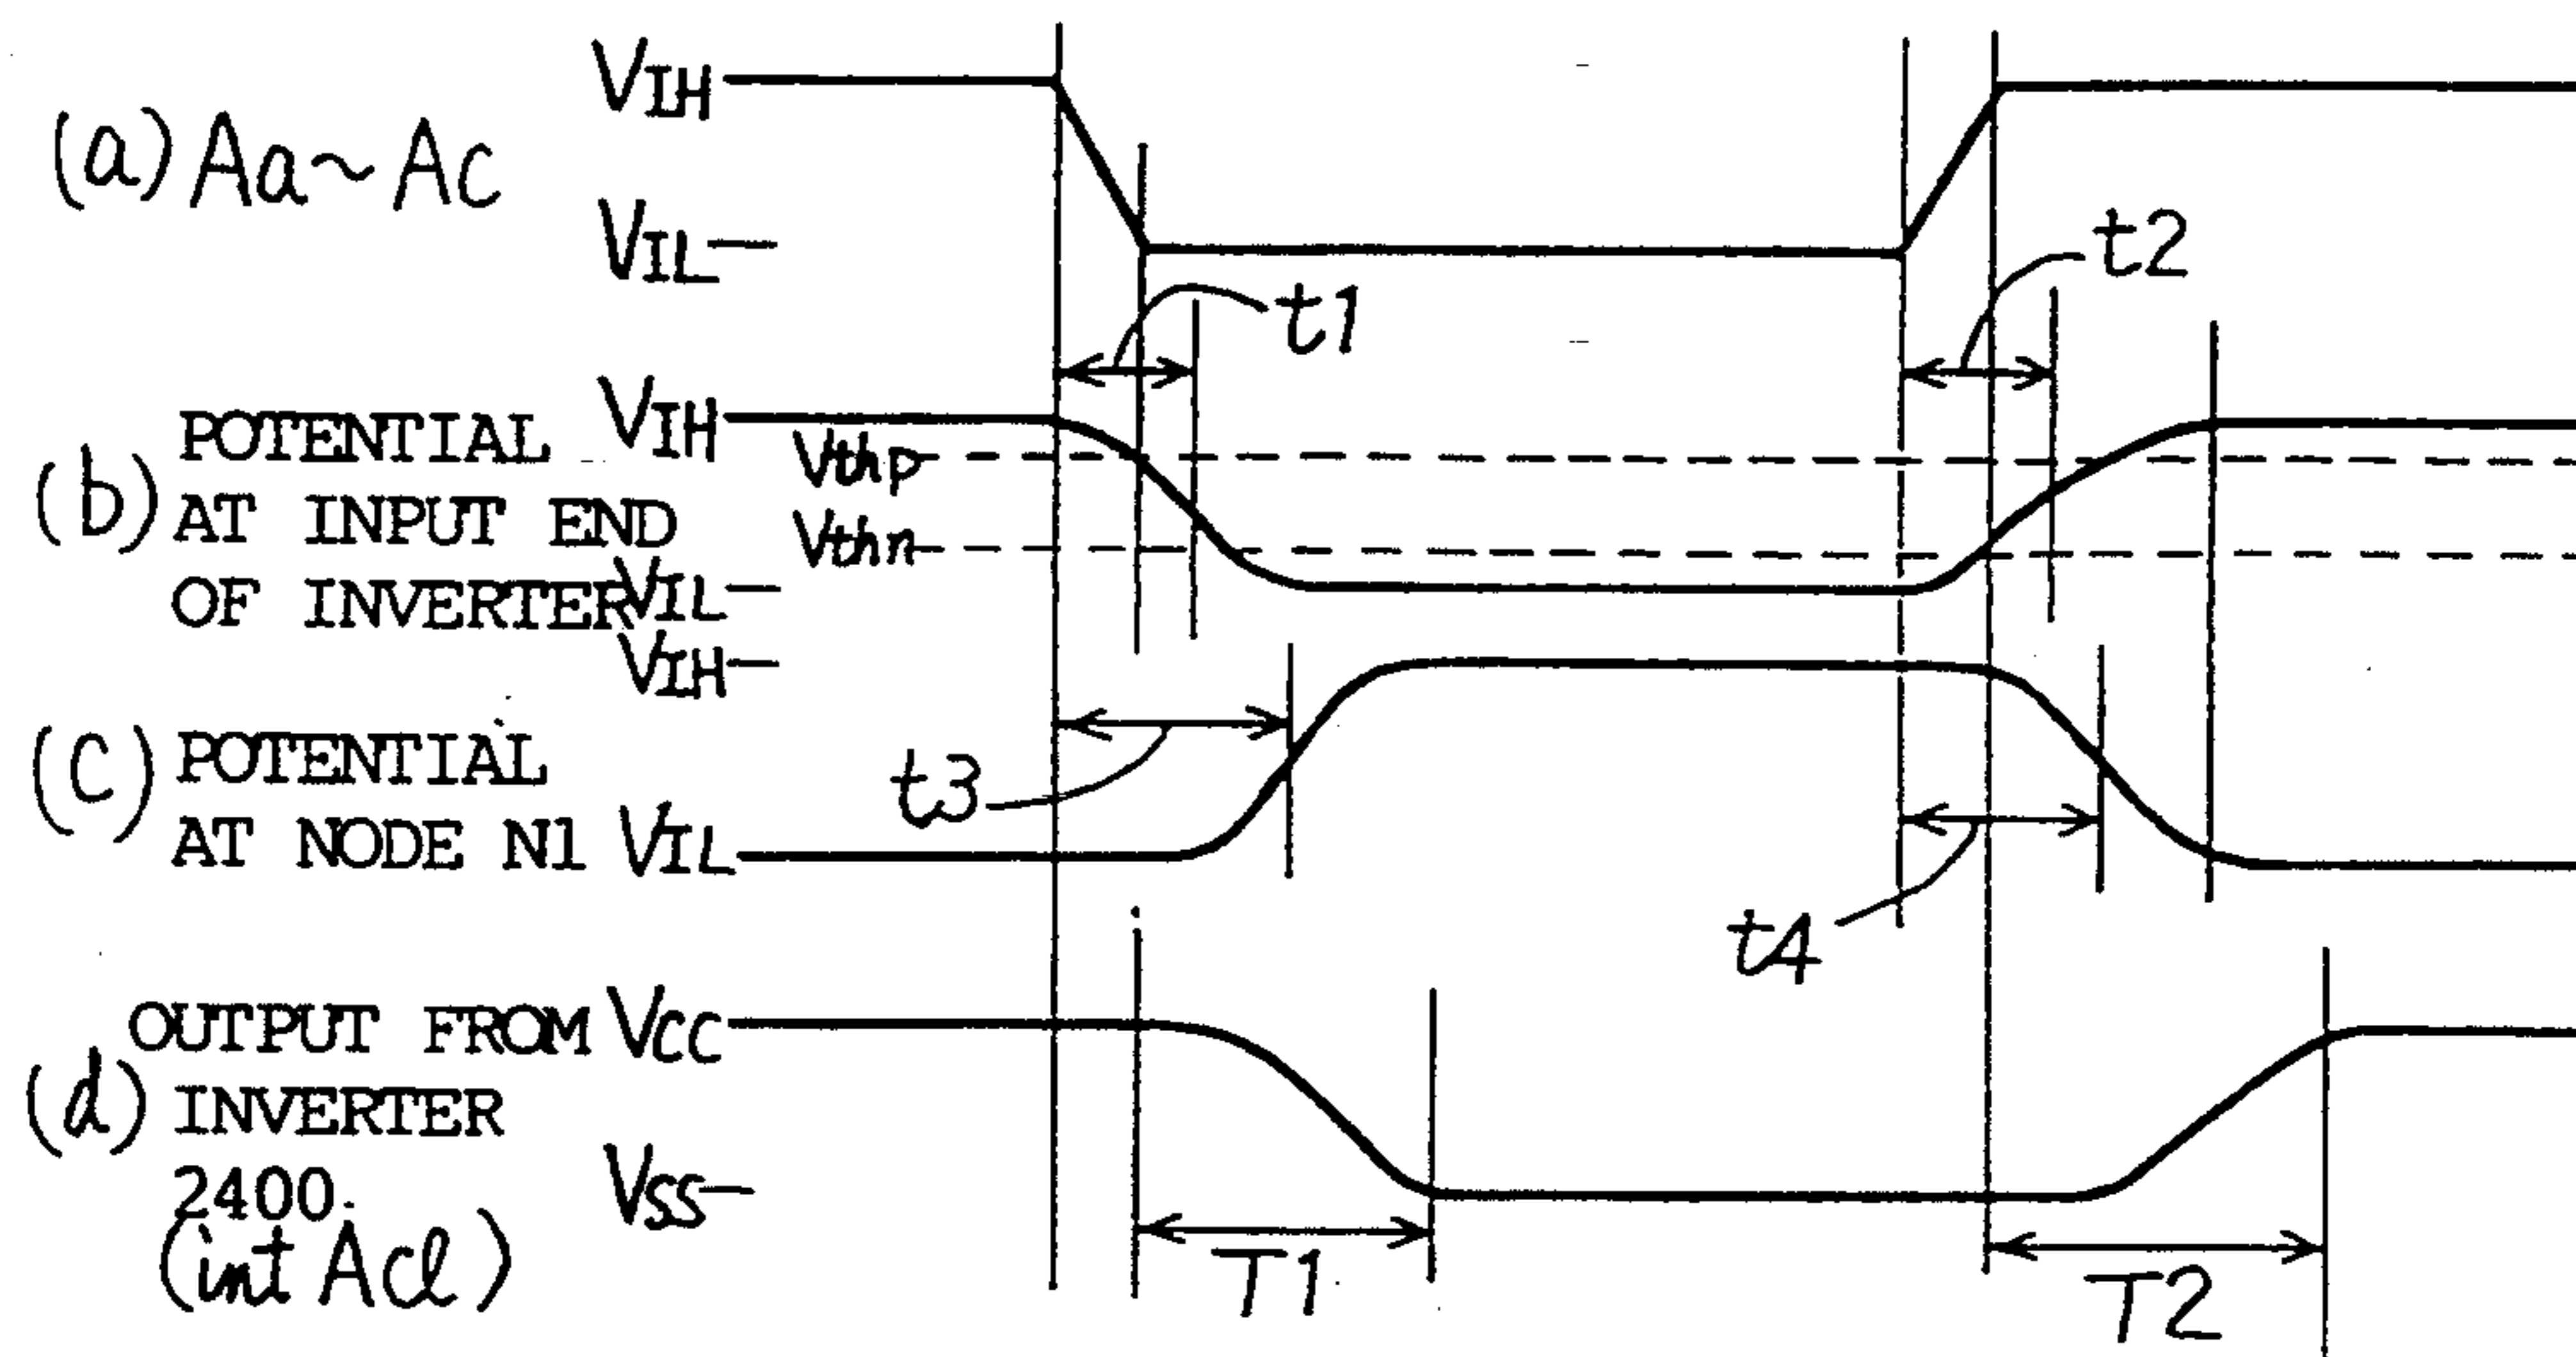 VIH
(a) Aa~Ac
VIL
t1
t2
VIH
Vthp
(b) POTENTIAL
AT INPUT END
Vthn
OF INVERTER
VIL
VIH
(c) POTENTIAL
AT NODE N1
VIL
t3
t4
OUTPUT FROM
VCC
(d) INVERTER
2400
VSS
(int Acl)
T1
T2